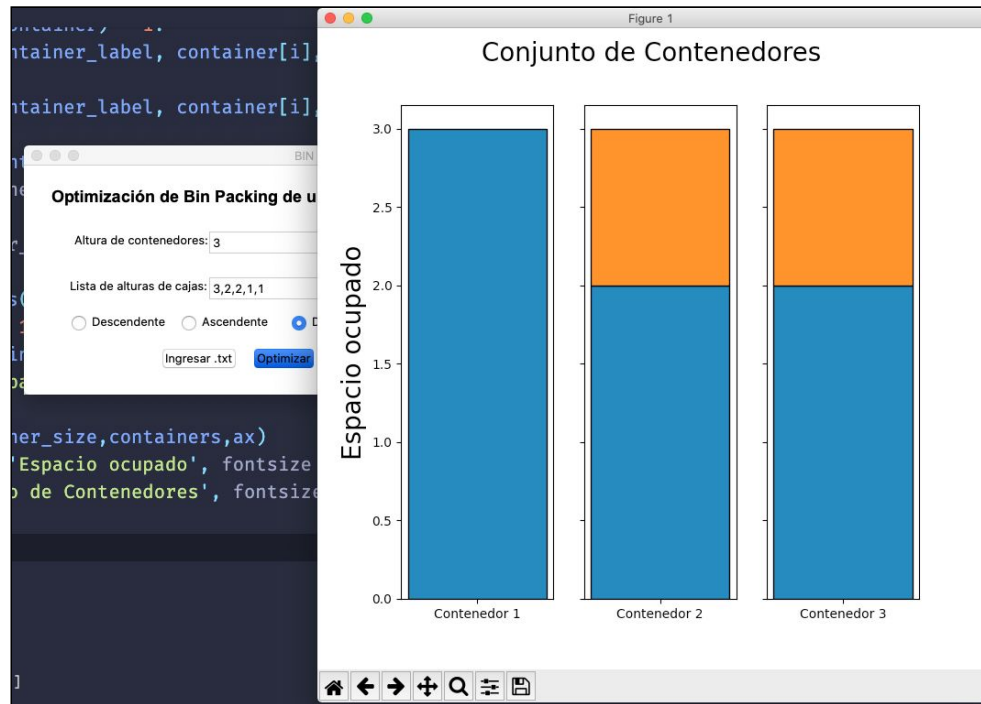 ntainer_label, container[i],
ntainer_label, container[i],
BIN
Optimización de Bin Packing de u
Altura de contenedores: 3
Lista de alturas de cajas: 3,2,2,1,1
Descendente Ascendente D
Ingresar .txt Optimizar
ner_size,containers,ax)
'Espacio ocupado', fontsize
o de Contenedores', fontsize
]
Figure 1
Conjunto de Contenedores
Espacio ocupado
3.0
2.5
2.0
1.5
1.0
0.5
0.0
Contenedor 1 Contenedor 2 Contenedor 3